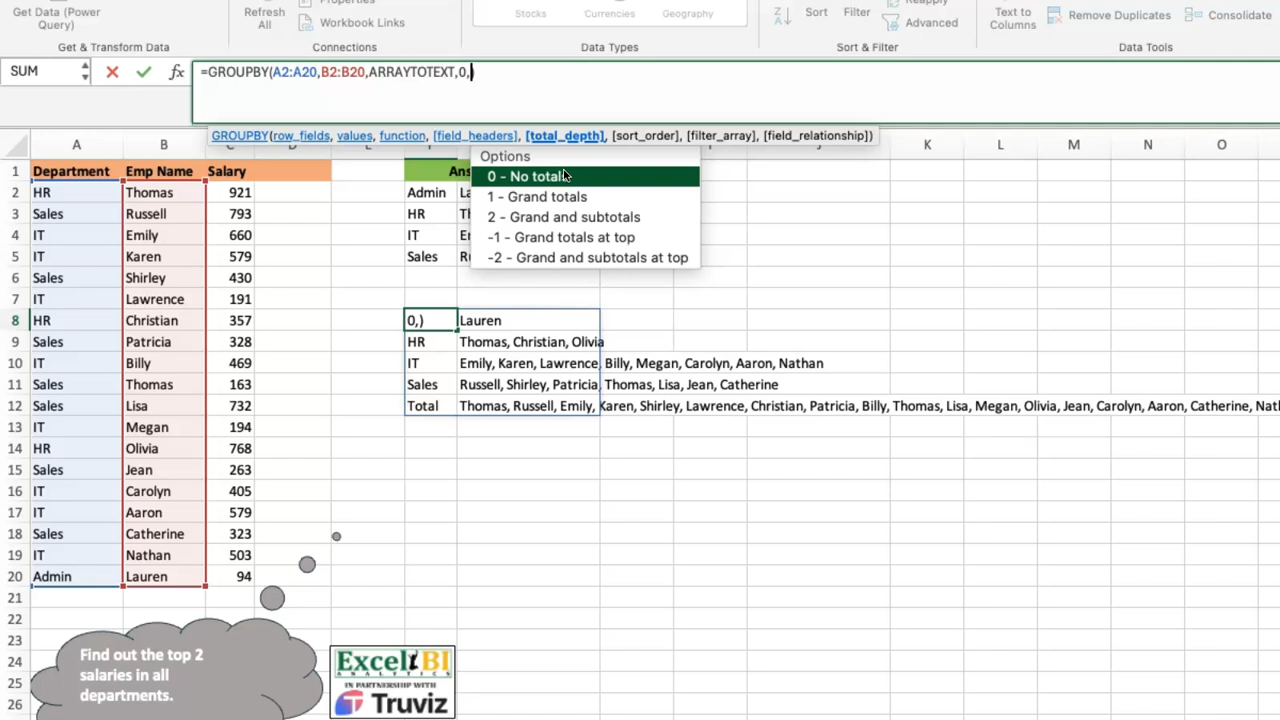 Get Data (Power
Query)
Refresh
All
Properties
Workbook Links
Stocks
Currencies
Geography
Sort
Filter
Reapply
Advanced
Text to
Columns
Remove Duplicates
Consolidate
Get & Transform Data
Connections
Data Types
Sort & Filter
Data Tools
SUM
fx
=GROUPBY(A2:A20,B2:B20,ARRAYTOTEXT,0,)
GROUPBY(row_fields, values, function, [field_headers], [total_depth], [sort_order], [filter_array], [field_relationship])
A B C D E K L M N O
Options
0 - No totals
1 - Grand totals
2 - Grand and subtotals
-1 - Grand totals at top
-2 - Grand and subtotals at top
1 Department Emp Name Salary
2 HR Thomas 921 Admin
3 Sales Russell 793 HR
4 IT Emily 660 IT
5 IT Karen 579 Sales
6 Sales Shirley 430
7 IT Lawrence 191
8 HR Christian 357 0,) Lauren
9 Sales Patricia 328 HR Thomas, Christian, Olivia
10 IT Billy 469 IT Emily, Karen, Lawrence, Billy, Megan, Carolyn, Aaron, Nathan
11 Sales Thomas 163 Sales Russell, Shirley, Patricia, Thomas, Lisa, Jean, Catherine
12 Sales Lisa 732 Total Thomas, Russell, Emily, Karen, Shirley, Lawrence, Christian, Patricia, Billy, Thomas, Lisa, Megan, Olivia, Jean, Carolyn, Aaron, Catherine,
13 IT Megan 194
14 HR Olivia 768
15 Sales Jean 263
16 IT Carolyn 405
17 IT Aaron 579
18 Sales Catherine 323
19 IT Nathan 503
20 Admin Lauren 94
21
22
23
24
25
26
Find out the top 2
salaries in all
departments.
Excel BI
ANALYTICS
IN PARTNERSHIP WITH
Truviz